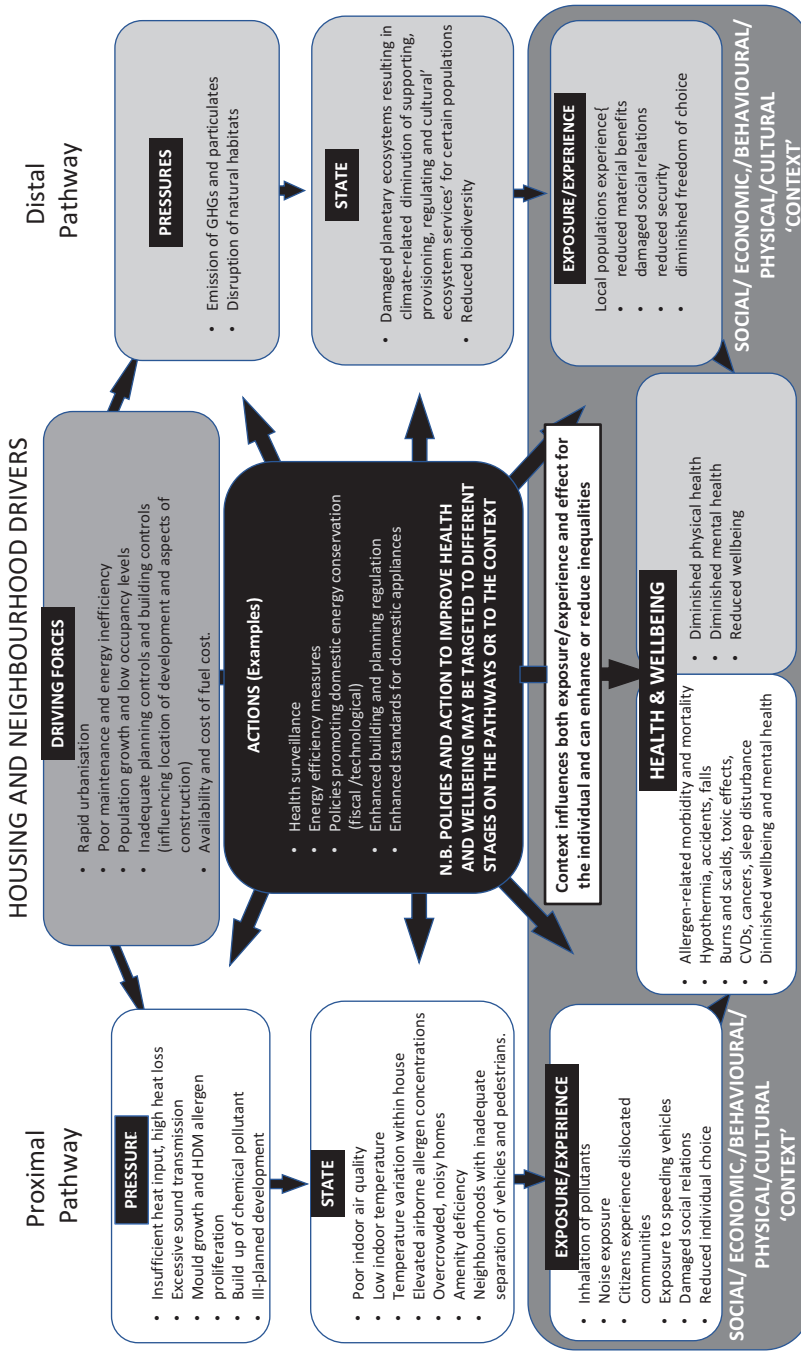 HOUSING AND NEIGHBOURHOOD DRIVERS
Proximal
Pathway
Distal
Pathway
DRIVING FORCES
• Rapid urbanisation
• Poor maintenance and energy inefficiency
• Population growth and low occupancy levels
• Inadequate planning controls and building controls
(influencing location of development and aspects of
construction)
• Availability and cost of fuel cost.
PRESSURE
• Insufficient heat input, high heat loss
• Excessive sound transmission
• Mould growth and HDM allergen
proliferation
• Build up of chemical pollutant
• Ill-planned development
PRESSURES
• Emission of GHGs and particulates
• Disruption of natural habitats
STATE
• Poor indoor air quality
• Low indoor temperature
• Temperature variation within house
• Elevated airborne allergen concentrations
• Overcrowded, noisy homes
• Amenity deficiency
• Neighbourhoods with inadequate
separation of vehicles and pedestrians.
ACTIONS (Examples)
• Health surveillance
• Energy efficiency measures
• Policies promoting domestic energy conservation
(fiscal /technological)
• Enhanced building and planning regulation
• Enhanced standards for domestic appliances
N.B. POLICIES AND ACTION TO IMPROVE HEALTH
AND WELLBEING MAY BE TARGETED TO DIFFERENT
STAGES ON THE PATHWAYS OR TO THE CONTEXT
STATE
• Damaged planetary ecosystems resulting in
climate-related diminution of supporting,
provisioning, regulating and cultural'
ecosystem services' for certain populations
• Reduced biodiversity
EXPOSURE/EXPERIENCE
• Inhalation of pollutants
• Noise exposure
• Citizens experience dislocated
communities
• Exposure to speeding vehicles
• Damaged social relations
• Reduced individual choice
Context influences both exposure/experience and effect for
the individual and can enhance or reduce inequalities
EXPOSURE/EXPERIENCE
Local populations experience{
• reduced material benefits
• damaged social relations
• reduced security
• diminished freedom of choice
HEALTH & WELLBEING
• Allergen-related morbidity and mortality
• Hypothermia, accidents, falls
• Burns and scalds, toxic effects,
• CVDs, cancers, sleep disturbance
• Dininished wellbeing and mental health
• Diminished physical health
• Diminished mental health
• Reduced wellbeing
SOCIAL/ ECONOMIC,/BEHAVIOURAL/
PHYSICAL/CULTURAL
'CONTEXT'
SOCIAL/ ECONOMIC,/BEHAVIOURAL/
PHYSICAL/CULTURAL
'CONTEXT'